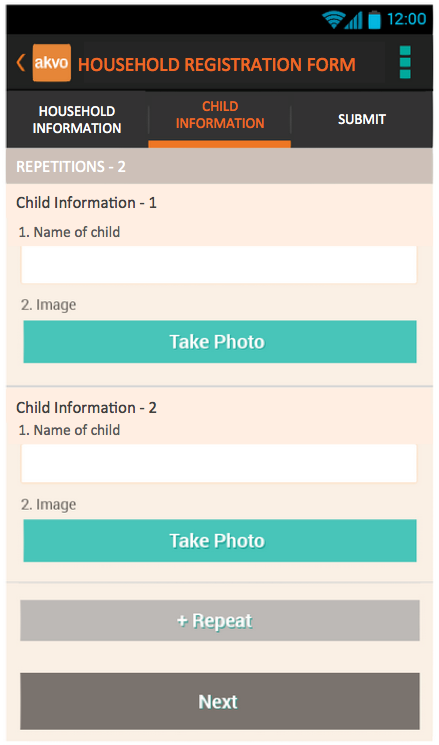 12:00
akvo HOUSEHOLD REGISTRATION FORM
HOUSEHOLD
INFORMATION
CHILD
INFORMATION
SUBMIT
REPETITIONS - 2
Child Information - 1
1. Name of child
2. Image
Take Photo
Child Information - 2
1. Name of child
2. Image
Take Photo
+ Repeat
Next